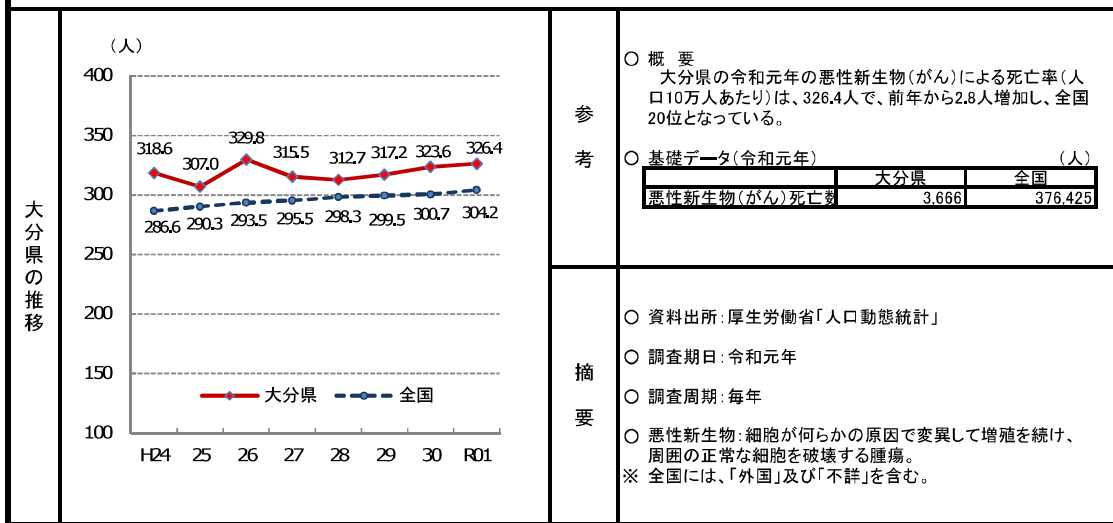 大分県の推移
（人）
400
350
300
250
200
150
100
318.6
307.0
329.8
315.5
312.7
317.2
323.6
326.4
286.6
290.3
293.5
295.5
298.3
299.5
300.7
304.2
大分県 全国
H24 25 26 27 28 29 30 R01
参考
○ 概 要
大分県の令和元年の悪性新生物（がん）による死亡率（人
口10万人あたり）は、326.4人で、前年から2.8人増加し、全国
20位となっている。
○ 基礎データ（令和元年） （人）
大分県 全国
悪性新生物（がん）死亡数 3,666 376,425
摘要
○ 資料出所：厚生労働省「人口動態統計」
○ 調査期日：令和元年
○ 調査周期：毎年
○ 悪性新生物：細胞が何らかの原因で変異して増殖を続け、
周囲の正常な細胞を破壊する腫瘍。
※ 全国には、「外国」及び「不詳」を含む。